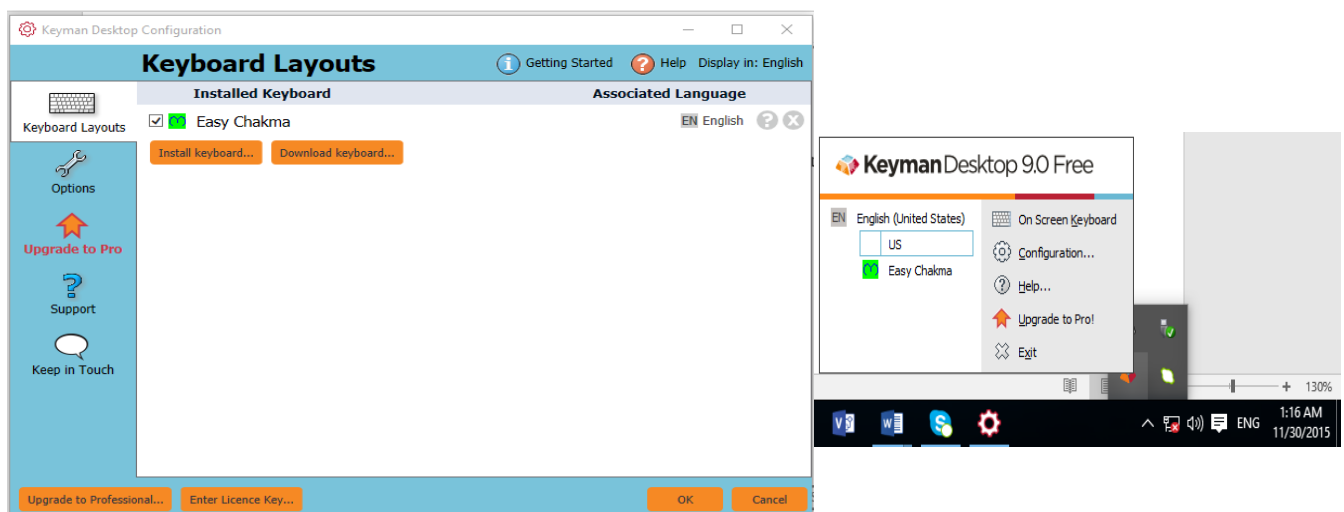 Keyman Desktop Configuration
Keyboard Layouts
Getting Started
Help
Display in: English
Installed Keyboard
Associated Language
Keyboard Layouts
Easy Chakma
EN English
Install keyboard...
Download keyboard...
Options
Upgrade to Pro
Support
Keep in Touch
Upgrade to Professional...
Enter Licence Key...
OK
Cancel
Keyman Desktop 9.0 Free
EN English (United States)
US
Easy Chakma
On Screen Keyboard
Configuration...
Help...
Upgrade to Pro!
Exit
130%
ENG
1:16 AM
11/30/2015